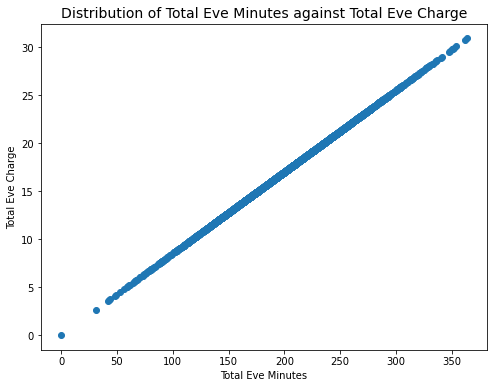 Distribution of Total Eve Minutes against Total Eve Charge
30
25
20
15
10
5
0
Total Eve Charge
0 50 100 150 200 250 300 350
Total Eve Minutes